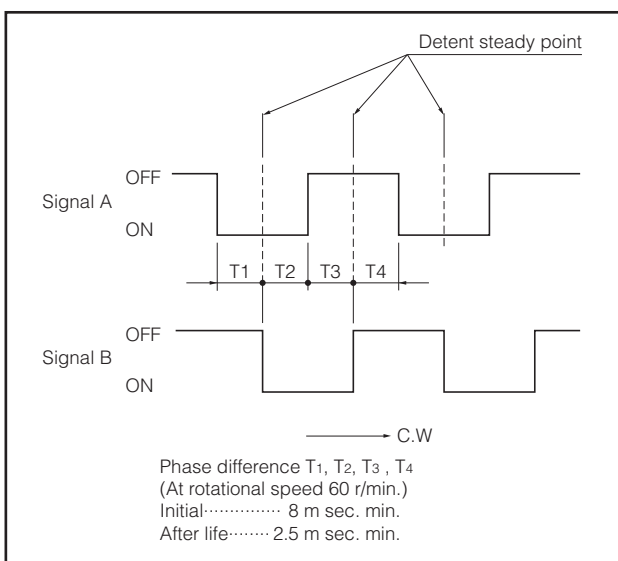 Detent steady point
OFF
Signal A
ON
T1 T2 T3 T4
OFF
Signal B
ON
C.W
Phase difference T1, T2, T3 , T4
(At rotational speed 60 r/min.)
Initial··············· 8 m sec. min.
After life········ 2.5 m sec. min.